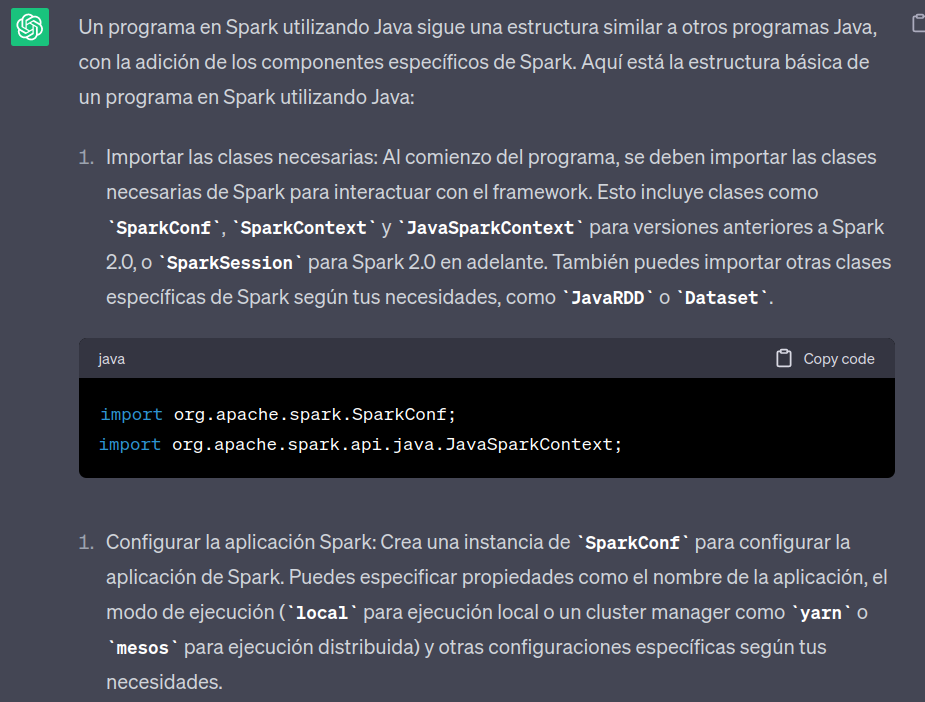 Un programa en Spark utilizando Java sigue una estructura similar a otros programas Java,
con la adición de los componentes específicos de Spark. Aquí está la estructura básica de
un programa en Spark utilizando Java:
1. Importar las clases necesarias: Al comienzo del programa, se deben importar las clases
necesarias de Spark para interactuar con el framework. Esto incluye clases como
`SparkConf`, `SparkContext` y `JavaSparkContext` para versiones anteriores a Spark
2.0, o `SparkSession` para Spark 2.0 en adelante. También puedes importar otras clases
específicas de Spark según tus necesidades, como `JavaRDD` o `Dataset`.
java
Copy code
import org.apache.spark.SparkConf;
import org.apache.spark.api.java.JavaSparkContext;
1. Configurar la aplicación Spark: Crea una instancia de `SparkConf` para configurar la
aplicación de Spark. Puedes especificar propiedades como el nombre de la aplicación, el
modo de ejecución (`local` para ejecución local o un cluster manager como `yarn` o
`mesos` para ejecución distribuida) y otras configuraciones específicas según tus
necesidades.